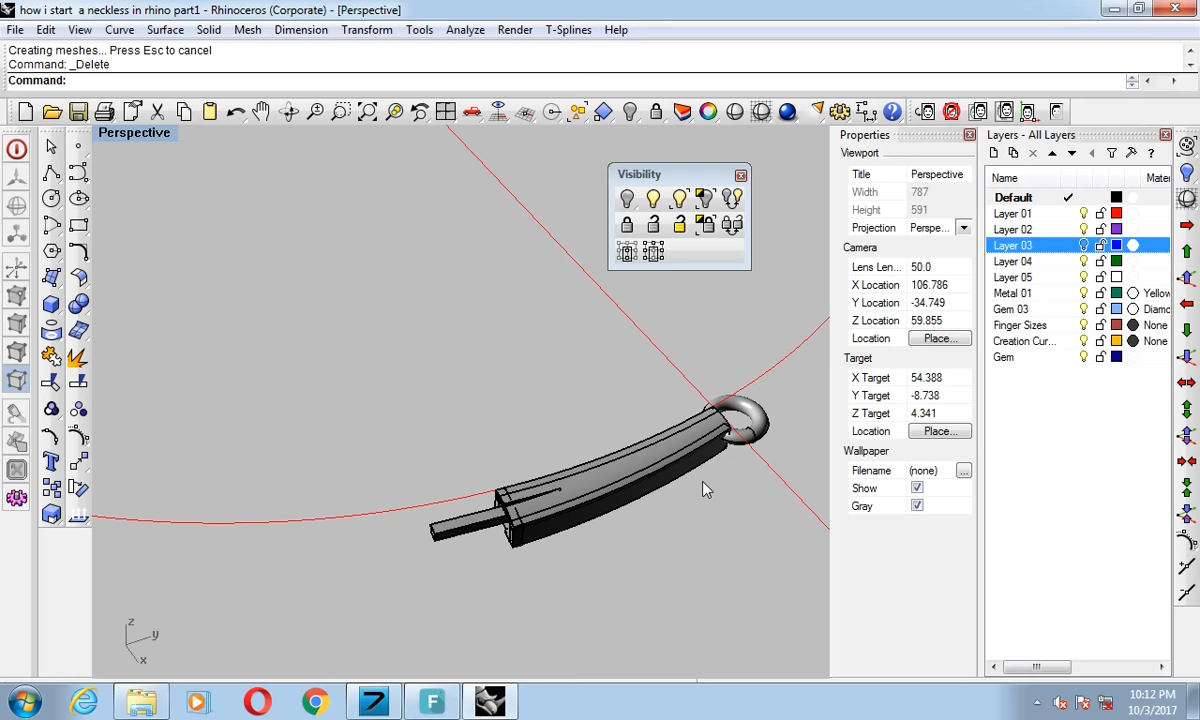 how i start  a neckless in rhino part1 - Rhinoceros (Corporate) - [Perspective]
File Edit View Curve Surface Solid Mesh Dimension Transform Tools Analyze Render T-Splines Help
Creating meshes... Press Esc to cancel
Command: _Delete
Command:
Perspective
Visibility
Properties
Viewport
Title Perspective
Width 787
Height 591
Projection Perspe...
Camera
Lens Len... 50.0
X Location 106.786
Y Location -34.749
Z Location 59.855
Location Place...
Target
X Target 54.388
Y Target -8.738
Z Target 4.341
Location Place...
Wallpaper
Filename (none) ...
Show
Gray
Layers - All Layers
Name Mater
Default
Layer 01
Layer 02
Layer 03
Layer 04
Layer 05
Metal 01 Yellow
Gem 03 Diamo
Finger Sizes None
Creation Cur... None
Gem
z
y
x
F
10:12 PM
10/3/2017